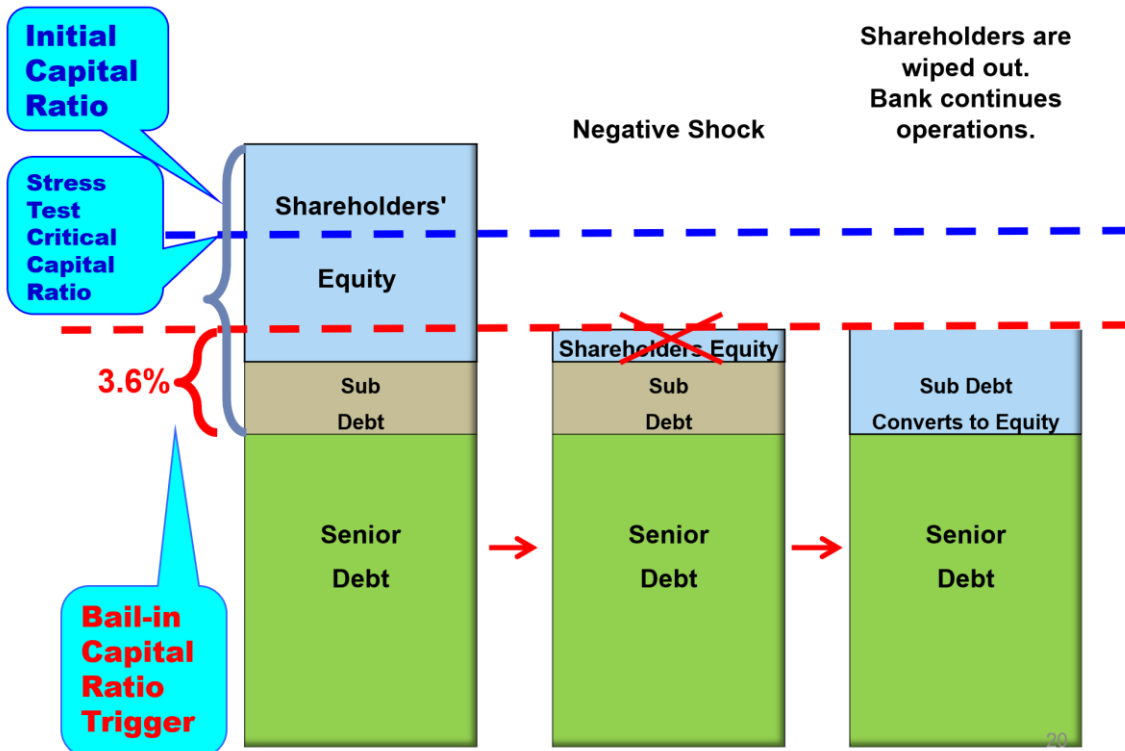 Initial
Capital
Ratio
Stress
Test
Critical
Capital
Ratio
3.6%
Bail-in
Capital
Ratio
Trigger
Shareholders'
Equity
Sub
Debt
Senior
Debt
Negative Shock
Shareholders Equity
Sub
Debt
Senior
Debt
Shareholders are
wiped out.
Bank continues
operations.
Sub Debt
Converts to Equity
Senior
Debt
20